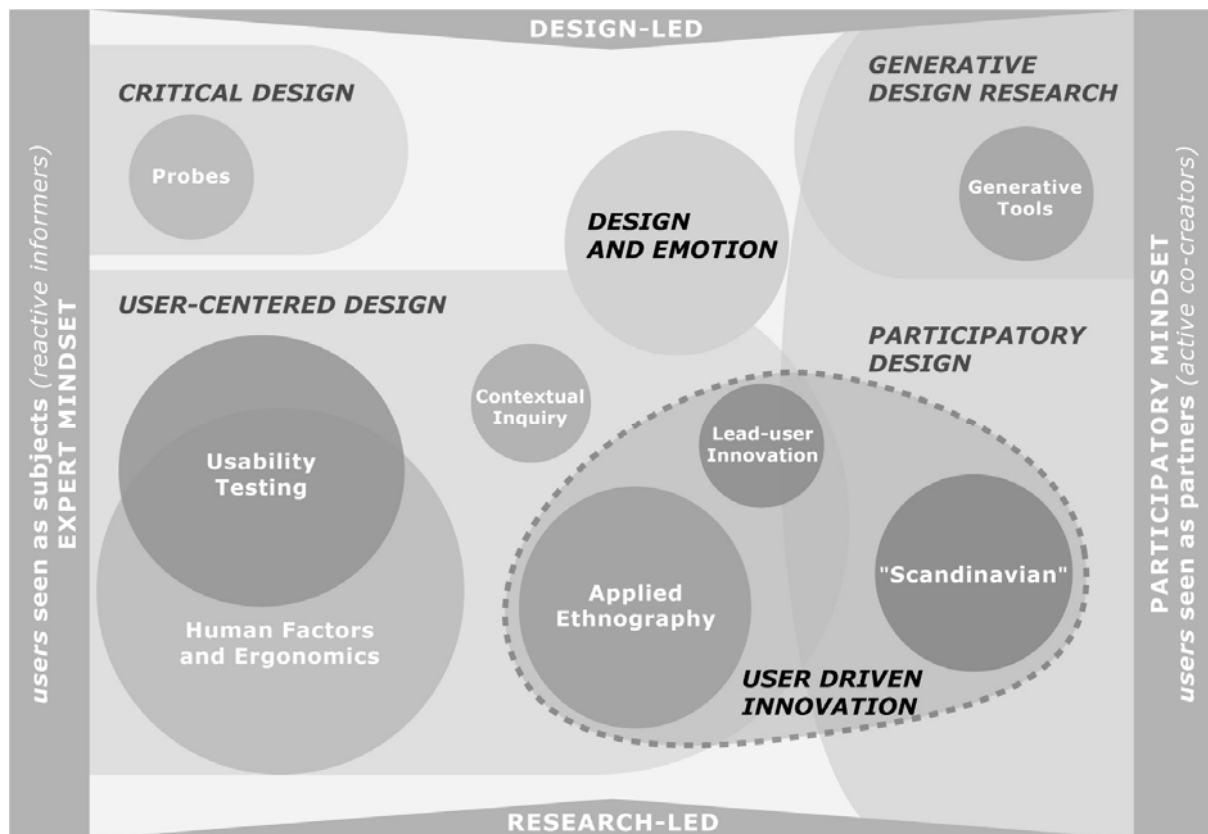 DESIGN-LED
CRITICAL DESIGN
Probes
GENERATIVE
DESIGN RESEARCH
Generative
Tools
DESIGN
AND EMOTION
USER-CENTERED DESIGN
Contextual
Inquiry
PARTICIPATORY
DESIGN
Lead-user
Innovation
Usability
Testing
Human Factors
and Ergonomics
Applied
Ethnography
"Scandinavian"
USER DRIVEN
INNOVATION
RESEARCH-LED
users seen as subjects (reactive informers)
EXPERT MINDSET
PARTICIPATORY MINDSET
users seen as partners (active co-creators)